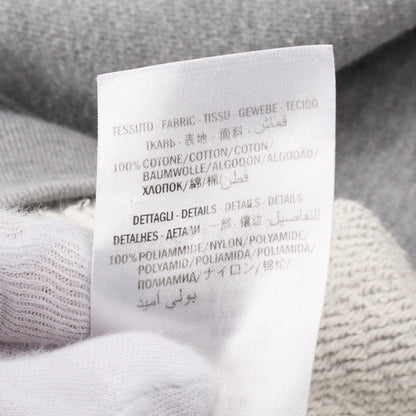 TESSUTO - FABRIC - TISSU - GEWEBE - TECIDO
ТКАНЬ - 表地 - 面料 - قماش
100% COTONE/COTTON/COTON/
BAUMWOLLE/ALGODON/ALGODÃO/
ХЛОПОК/綿/棉/قطن
DETTAGLI - DETAILS - DETAILS - DETAILS
DETALHES - ДЕТАЛИ - 一部 - 镶边 - التفاصيل
100% POLIAMMIDE/NYLON/POLYAMIDE/
POLYAMID/POLIAMIDA/POLIAMIDA/
ПОЛИАМИД/ナイロン/锦纶/
بولي أميد